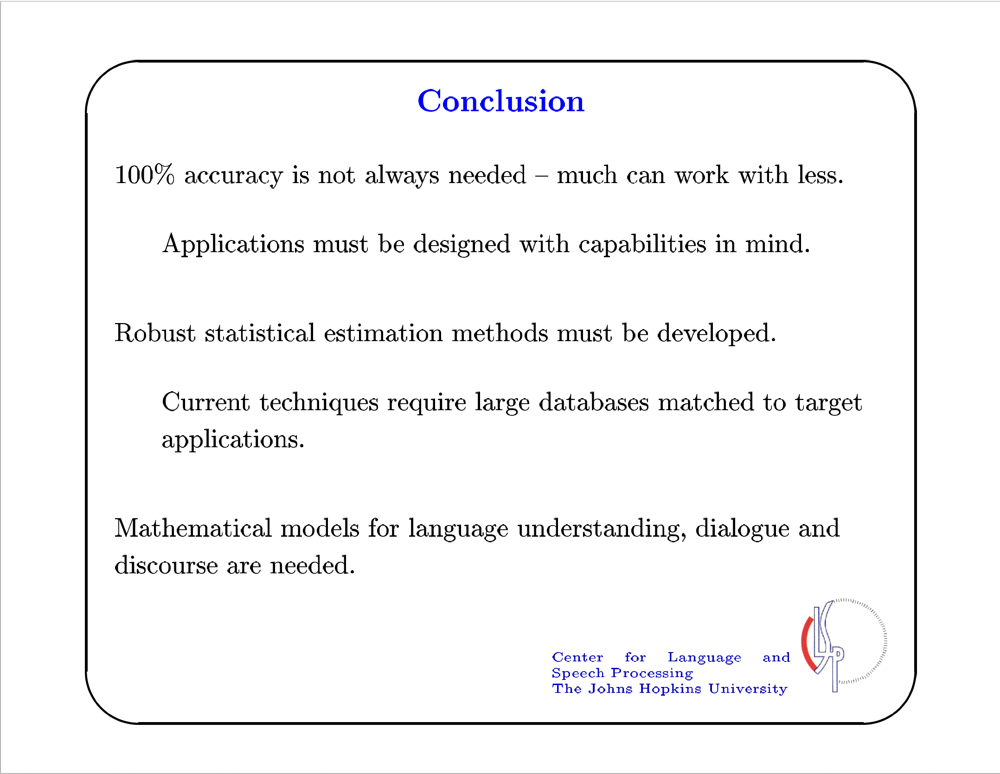 Conclusion
100% accuracy is not always needed – much can work with less.
Applications must be designed with capabilities in mind.
Robust statistical estimation methods must be developed.
Current techniques require large databases matched to target
applications.
Mathematical models for language understanding, dialogue and
discourse are needed.
Center for Language and
Speech Processing
The Johns Hopkins University
LSP